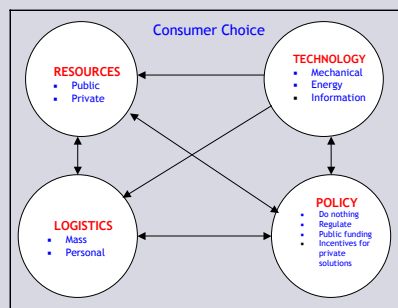 Consumer Choice
RESOURCES
Public
Private
TECHNOLOGY
Mechanical
Energy
Information
LOGISTICS
Mass
Personal
POLICY
Do nothing
Regulate
Public funding
Incentives for
private
solutions